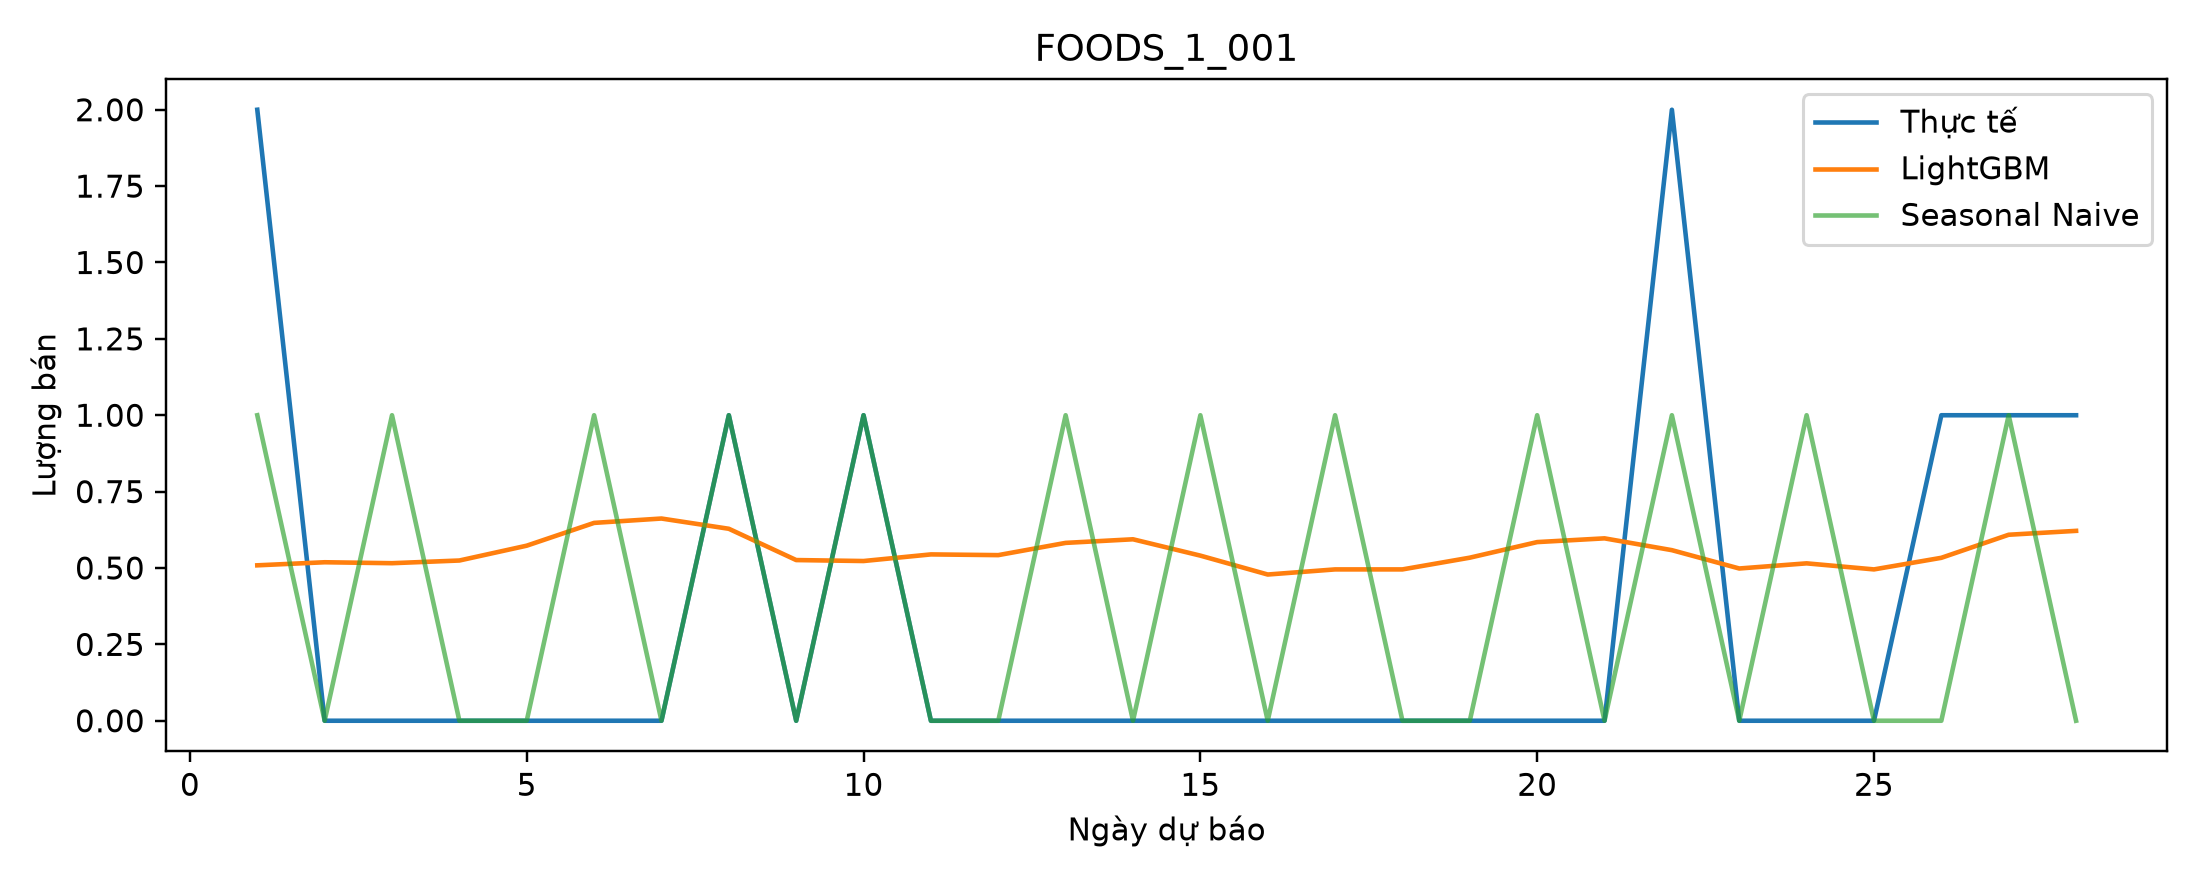 FOODS_1_001
Thực tế
LightGBM
Seasonal Naive
Lượng bán
2.00
1.75
1.50
1.25
1.00
0.75
0.50
0.25
0.00
0 5 10 15 20 25
Ngày dự báo